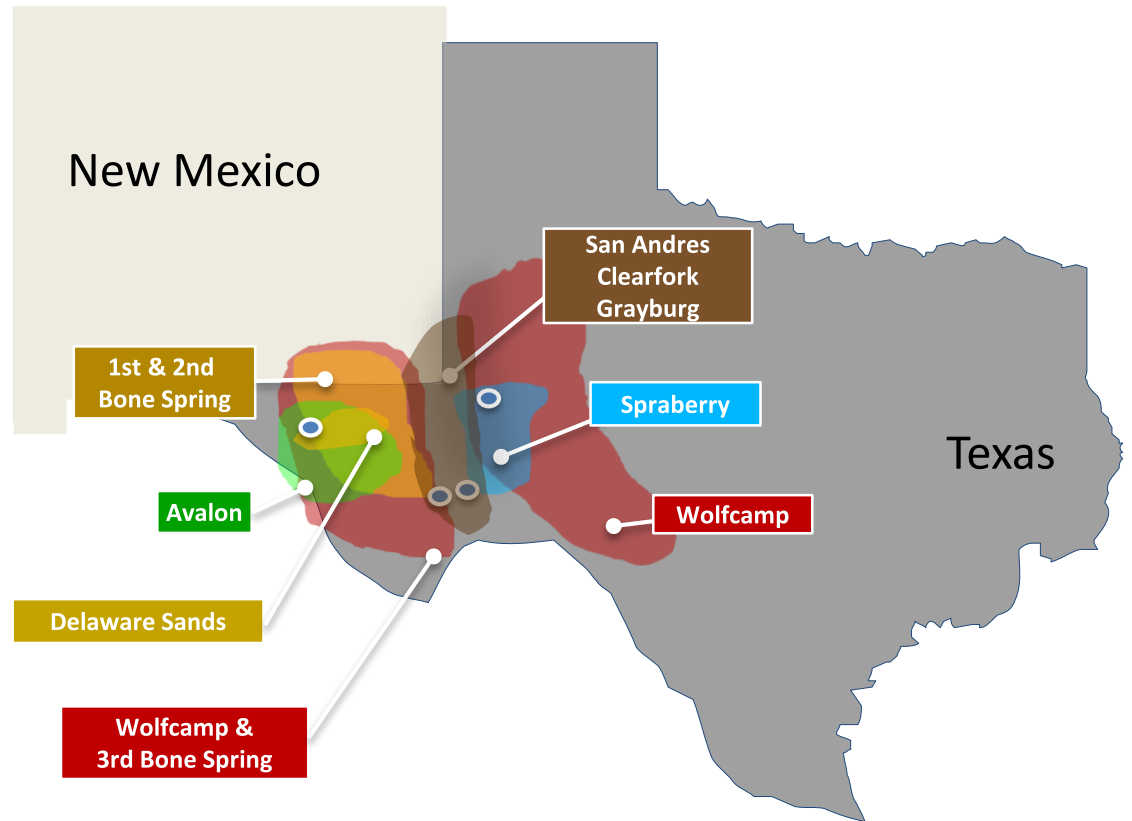 New Mexico
San Andres
Clearfork
Grayburg
1st & 2nd
Bone Spring
Spraberry
Texas
Avalon
Wolfcamp
Delaware Sands
Wolfcamp &
3rd Bone Spring